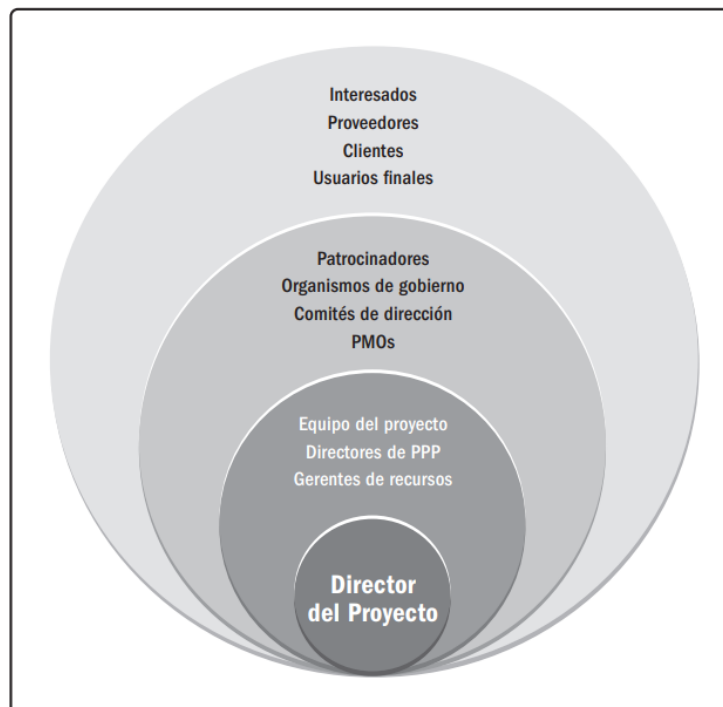 Interesados
Proveedores
Clientes
Usuarios finales
Patrocinadores
Organismos de gobierno
Comités de dirección
PMOs
Equipo del proyecto
Directores de PPP
Gerentes de recursos
Director
del Proyecto